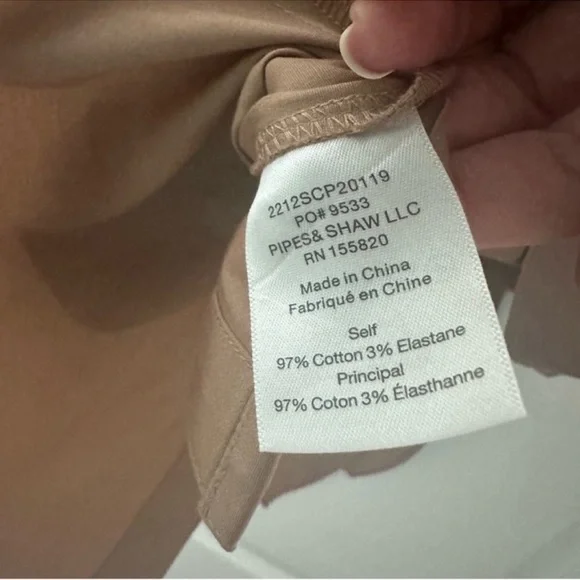 2212SCP20119
PO# 9533
PIPES& SHAW LLC
RN 155820
Made in China
Fabriqué en Chine
Self
97% Cotton 3% Elastane
Principal
97% Coton 3% Élasthanne